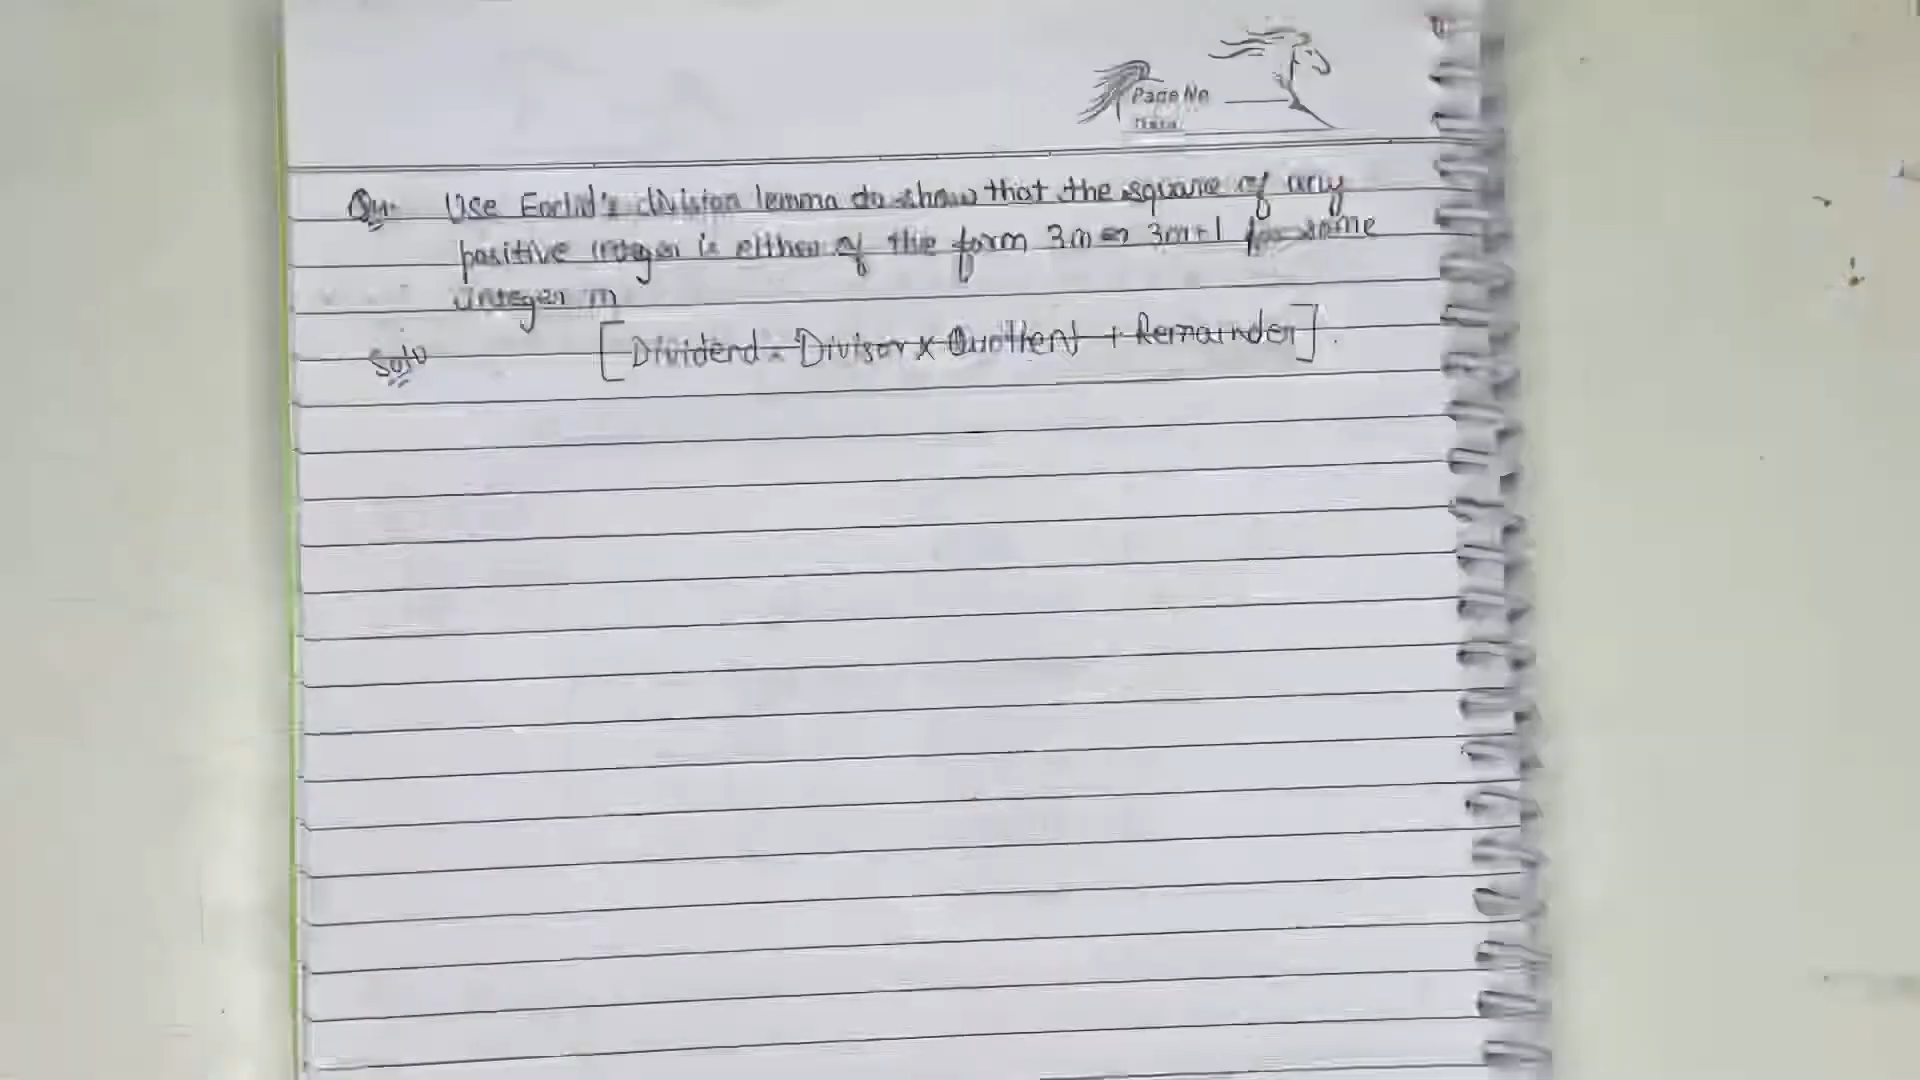 Page No
Date
Qu. Use Euclid's division lemma to show that the square of any
positive integer is either of the form 3m or 3m+1 for some
integer m
Solu [Dividend = Divisor x Quotient + Remainder].